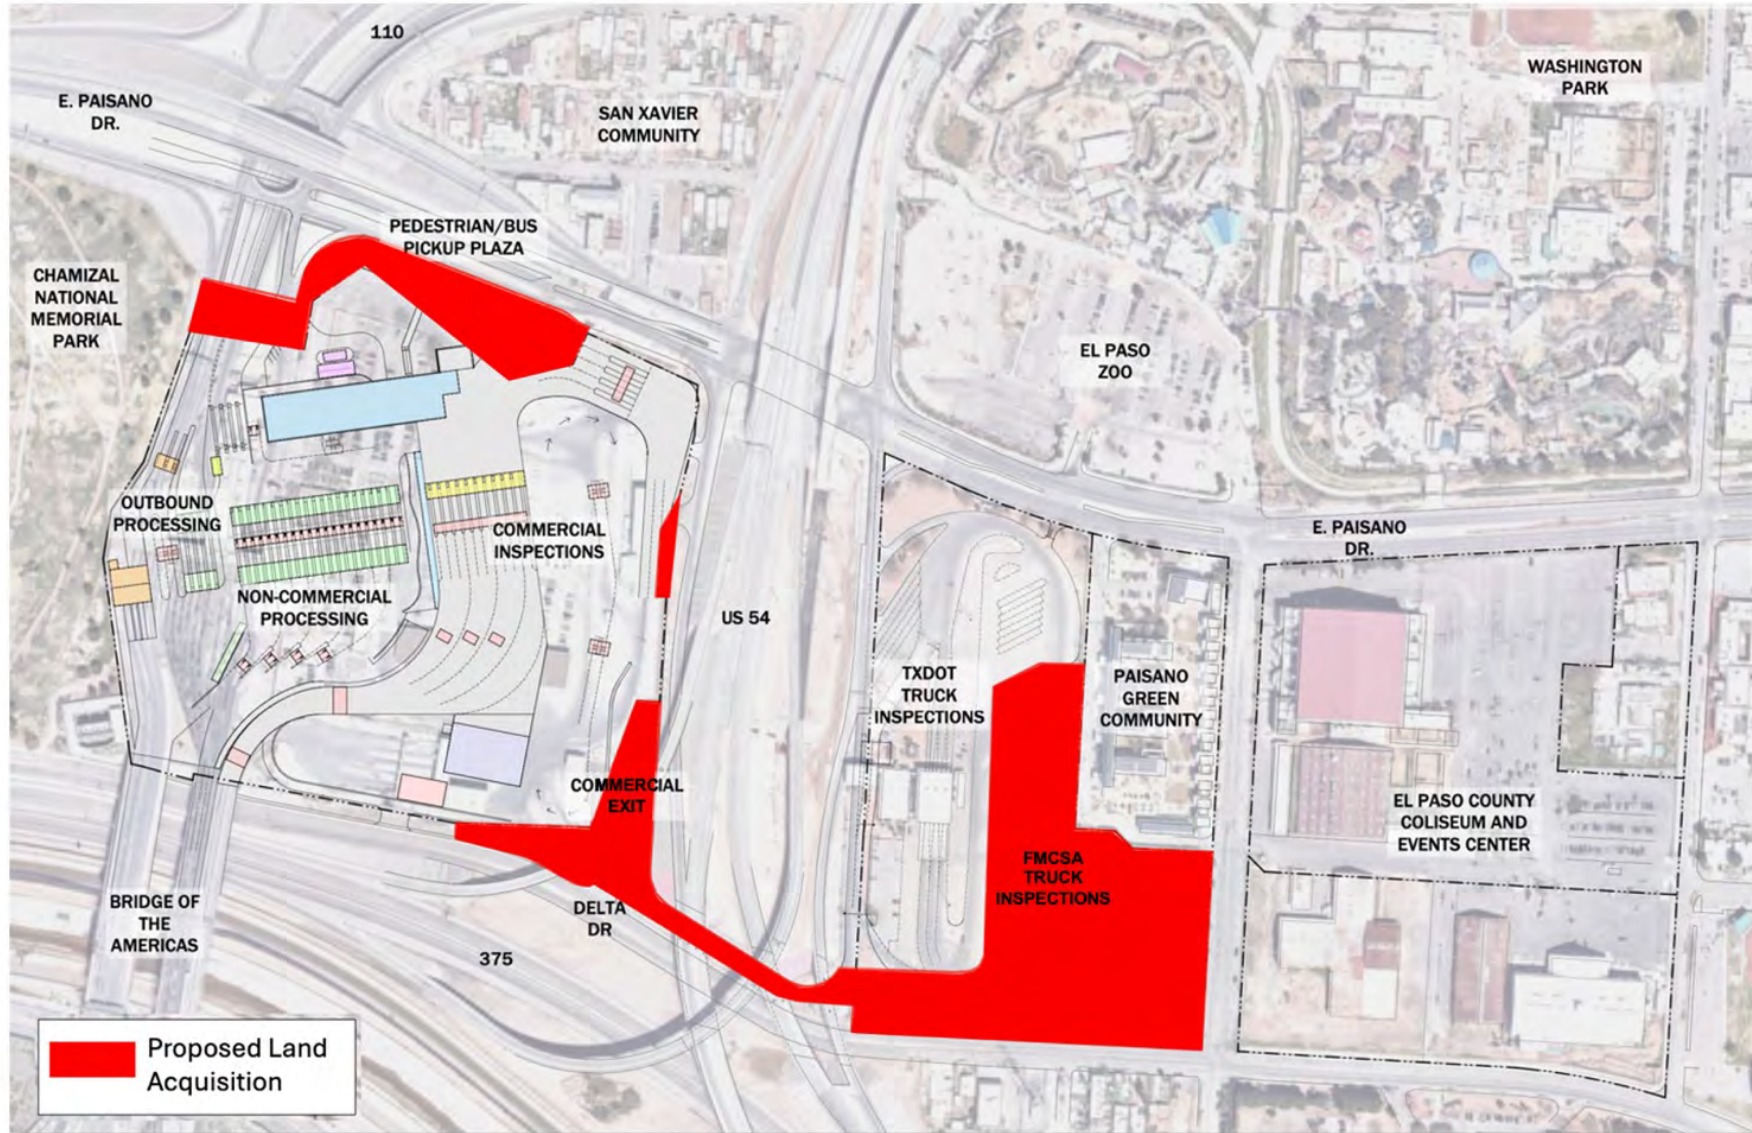 110
E. PAISANO
DR.
SAN XAVIER
COMMUNITY
WASHINGTON
PARK
PEDESTRIAN/BUS
PICKUP PLAZA
CHAMIZAL
NATIONAL
MEMORIAL
PARK
EL PASO
ZOO
OUTBOUND
PROCESSING
COMMERCIAL
INSPECTIONS
E. PAISANO
DR.
NON-COMMERCIAL
PROCESSING
US 54
TXDOT
TRUCK
INSPECTIONS
PAISANO
GREEN
COMMUNITY
COMMERCIAL
EXIT
EL PASO COUNTY
COLISEUM AND
EVENTS CENTER
FMCSA
TRUCK
INSPECTIONS
BRIDGE OF
THE
AMERICAS
DELTA
DR
375
Proposed Land
Acquisition